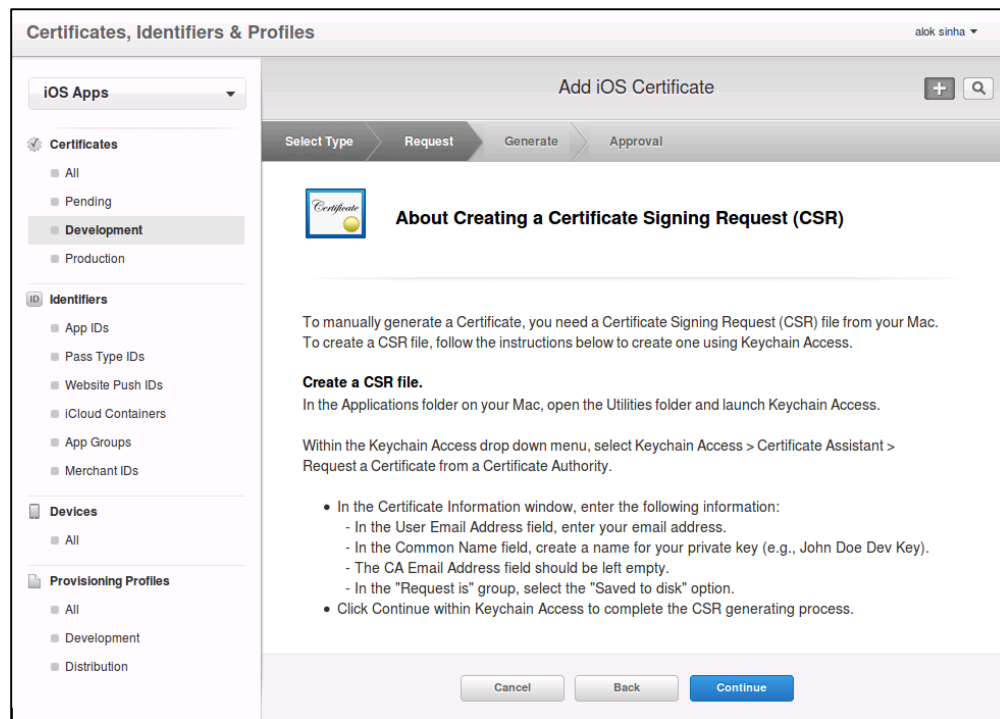 Certificates, Identifiers & Profiles
alok sinha
iOS Apps
Certificates
All
Pending
Development
Production
ID Identifiers
App IDs
Pass Type IDs
Website Push IDs
iCloud Containers
App Groups
Merchant IDs
Devices
All
Provisioning Profiles
All
Development
Distribution
Add iOS Certificate
Select Type
Request
Generate
Approval
Certificate
About Creating a Certificate Signing Request (CSR)
To manually generate a Certificate, you need a Certificate Signing Request (CSR) file from your Mac.
To create a CSR file, follow the instructions below to create one using Keychain Access.
Create a CSR file.
In the Applications folder on your Mac, open the Utilities folder and launch Keychain Access.
Within the Keychain Access drop down menu, select Keychain Access > Certificate Assistant >
Request a Certificate from a Certificate Authority.
• In the Certificate Information window, enter the following information:
- In the User Email Address field, enter your email address.
- In the Common Name field, create a name for your private key (e.g., John Doe Dev Key).
- The CA Email Address field should be left empty.
- In the "Request is" group, select the "Saved to disk" option.
• Click Continue within Keychain Access to complete the CSR generating process.
Cancel
Back
Continue